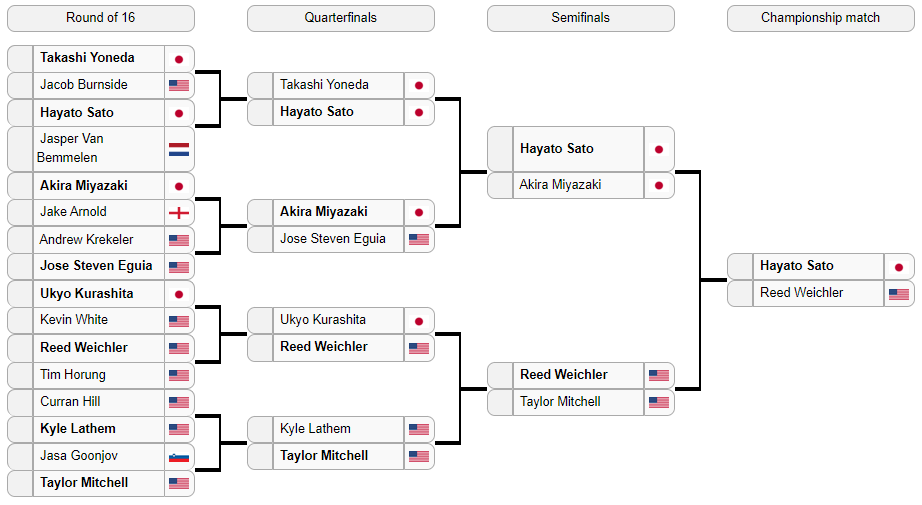 Round of 16
Quarterfinals
Semifinals
Championship match
Takashi Yoneda
Jacob Burnside
Hayato Sato
Jasper Van
Bemmelen
Akira Miyazaki
Jake Arnold
Andrew Krekeler
Jose Steven Eguia
Ukyo Kurashita
Kevin White
Reed Weichler
Tim Horung
Curran Hill
Kyle Lathem
Jasa Goonjov
Taylor Mitchell
Takashi Yoneda
Hayato Sato
Akira Miyazaki
Jose Steven Eguia
Ukyo Kurashita
Reed Weichler
Kyle Lathem
Taylor Mitchell
Hayato Sato
Akira Miyazaki
Reed Weichler
Taylor Mitchell
Hayato Sato
Reed Weichler